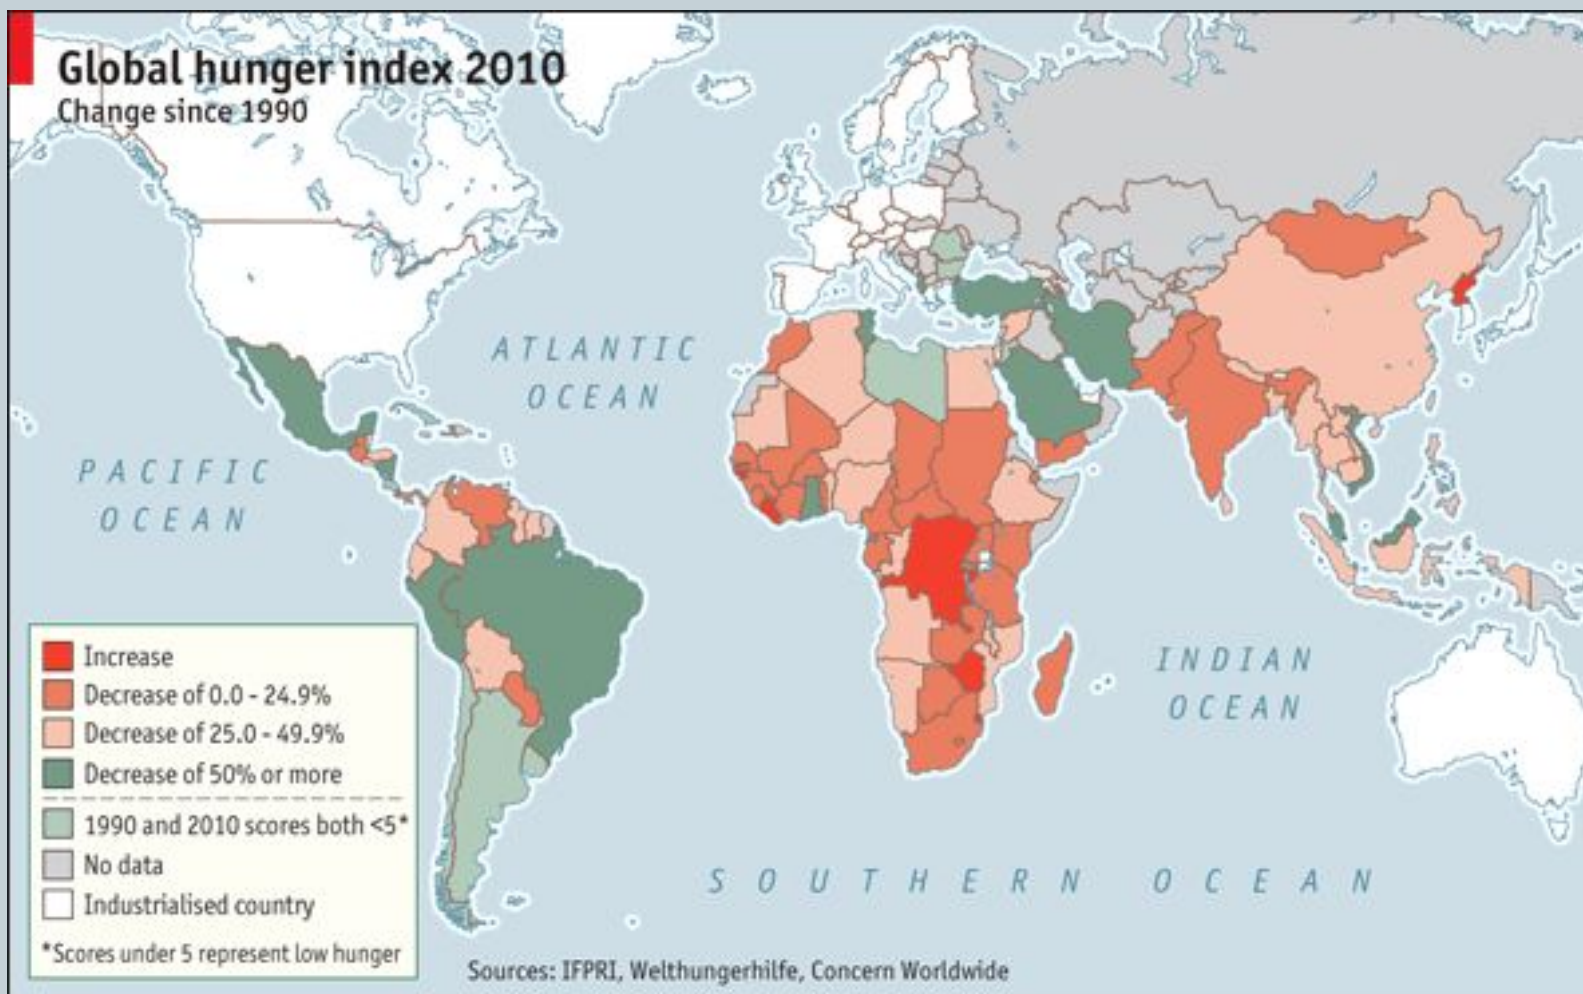 Global hunger index 2010
Change since 1990
ATLANTIC
OCEAN
PACIFIC
OCEAN
INDIAN
OCEAN
SOUTHERN OCEAN
Increase
Decrease of 0.0 - 24.9%
Decrease of 25.0 - 49.9%
Decrease of 50% or more
1990 and 2010 scores both <5*
No data
Industrialised country
*Scores under 5 represent low hunger
Sources: IFPRI, Welthungerhilfe, Concern Worldwide